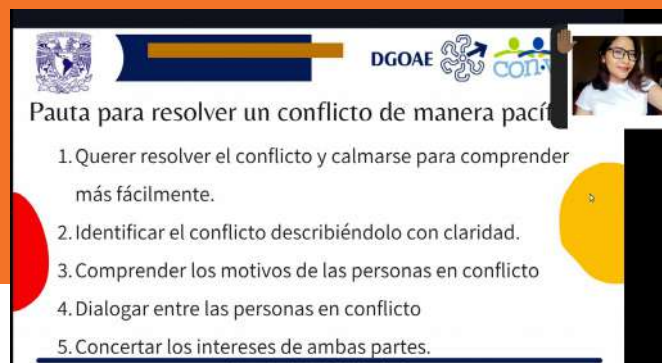 DGOAE
Pauta para resolver un conflicto de manera
1. Querer resolver el conflicto y calmarse para comprender
más fácilmente.
2. Identificar el conflicto describiéndolo con claridad.
3. Comprender los motivos de las personas en conflicto
4. Dialogar entre las personas en conflicto
5. Concertar los intereses de ambas partes.